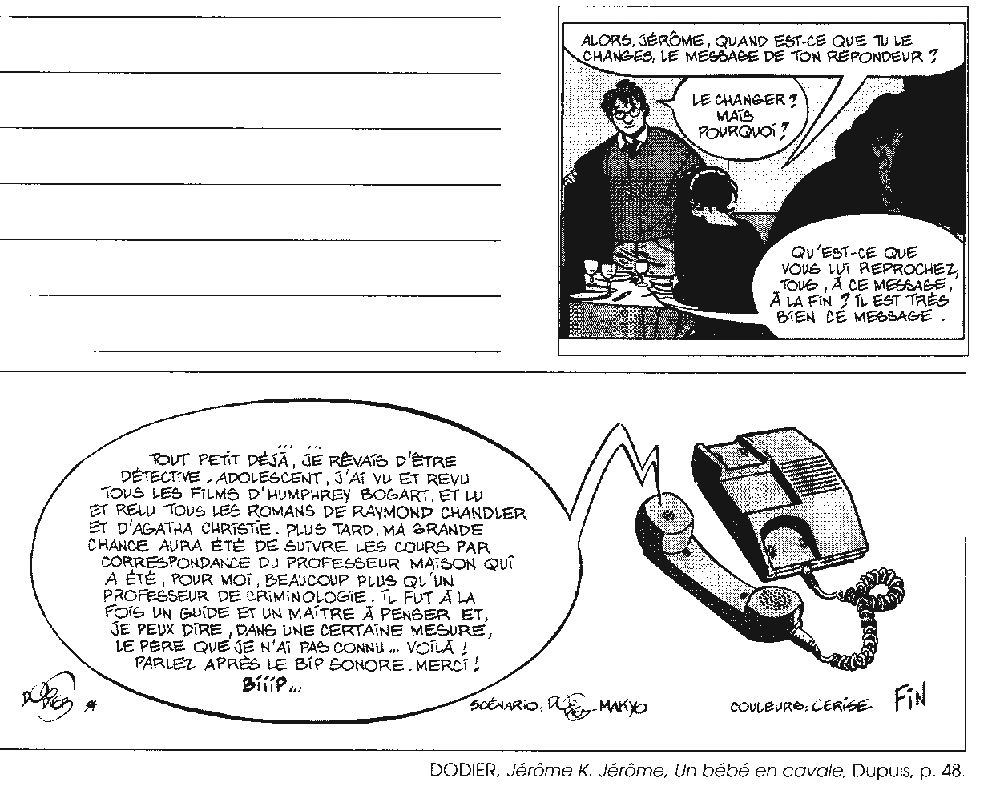 ALORS, JÉRÔME, QUAND EST-CE QUE TU LE
CHANGES, LE MESSAGE DE TON RÉPONDEUR ?
LE CHANGER ?
MAIS
POURQUOI ?
QU'EST-CE QUE
VOUS LUI REPROCHEZ,
TOUS, À CE MESSAGE,
À LA FIN ? IL EST TRÈS
BIEN CE MESSAGE.
TOUT PETIT DÉJÀ, JE RÊVAIS D'ÊTRE
DÉTECTIVE. ADOLESCENT, J'AI VU ET REVU
TOUS LES FILMS D'HUMPHREY BOGART, ET LU
ET RELU TOUS LES ROMANS DE RAYMOND CHANDLER
ET D'AGATHA CHRISTIE. PLUS TARD, MA GRANDE
CHANCE AURA ÉTÉ DE SUIVRE LES COURS PAR
CORRESPONDANCE DU PROFESSEUR MAISON QUI
A ÉTÉ, POUR MOI, BEAUCOUP PLUS QU'UN
PROFESSEUR DE CRIMINOLOGIE. IL FUT À LA
FOIS UN GUIDE ET UN MAÎTRE À PENSER ET,
JE PEUX DIRE, DANS UNE CERTAINE MESURE,
LE PÈRE QUE JE N'AI PAS CONNU... VOILÀ !
PARLEZ APRÈS LE BIP SONORE. MERCI !
BIIIP...
DODIER 94
SCÉNARIO: DODIER-MAKYO
COULEURS: CERISE
FIN
DODIER, Jérôme K. Jérôme, Un bébé en cavale, Dupuis, p. 48.